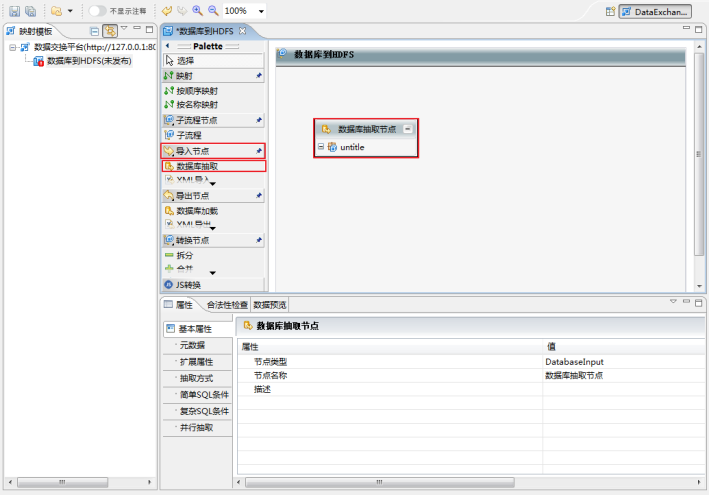 不显示注释
100%
DataExchan...
映射模板
数据交换平台(http://127.0.0.1:80
数据库到HDFS(未发布)
*数据库到HDFS
Palette
选择
映射
按顺序映射
按名称映射
子流程节点
子流程
导入节点
数据库抽取
XML导入
导出节点
数据库加载
XML导出
转换节点
拆分
合并
JS转换
数据库到HDFS
数据库抽取节点
untitle
属性
合法性检查
数据预览
基本属性
元数据
扩展属性
抽取方式
简单SQL条件
复杂SQL条件
并行抽取
数据库抽取节点
属性 值
节点类型 DatabaseInput
节点名称 数据库抽取节点
描述